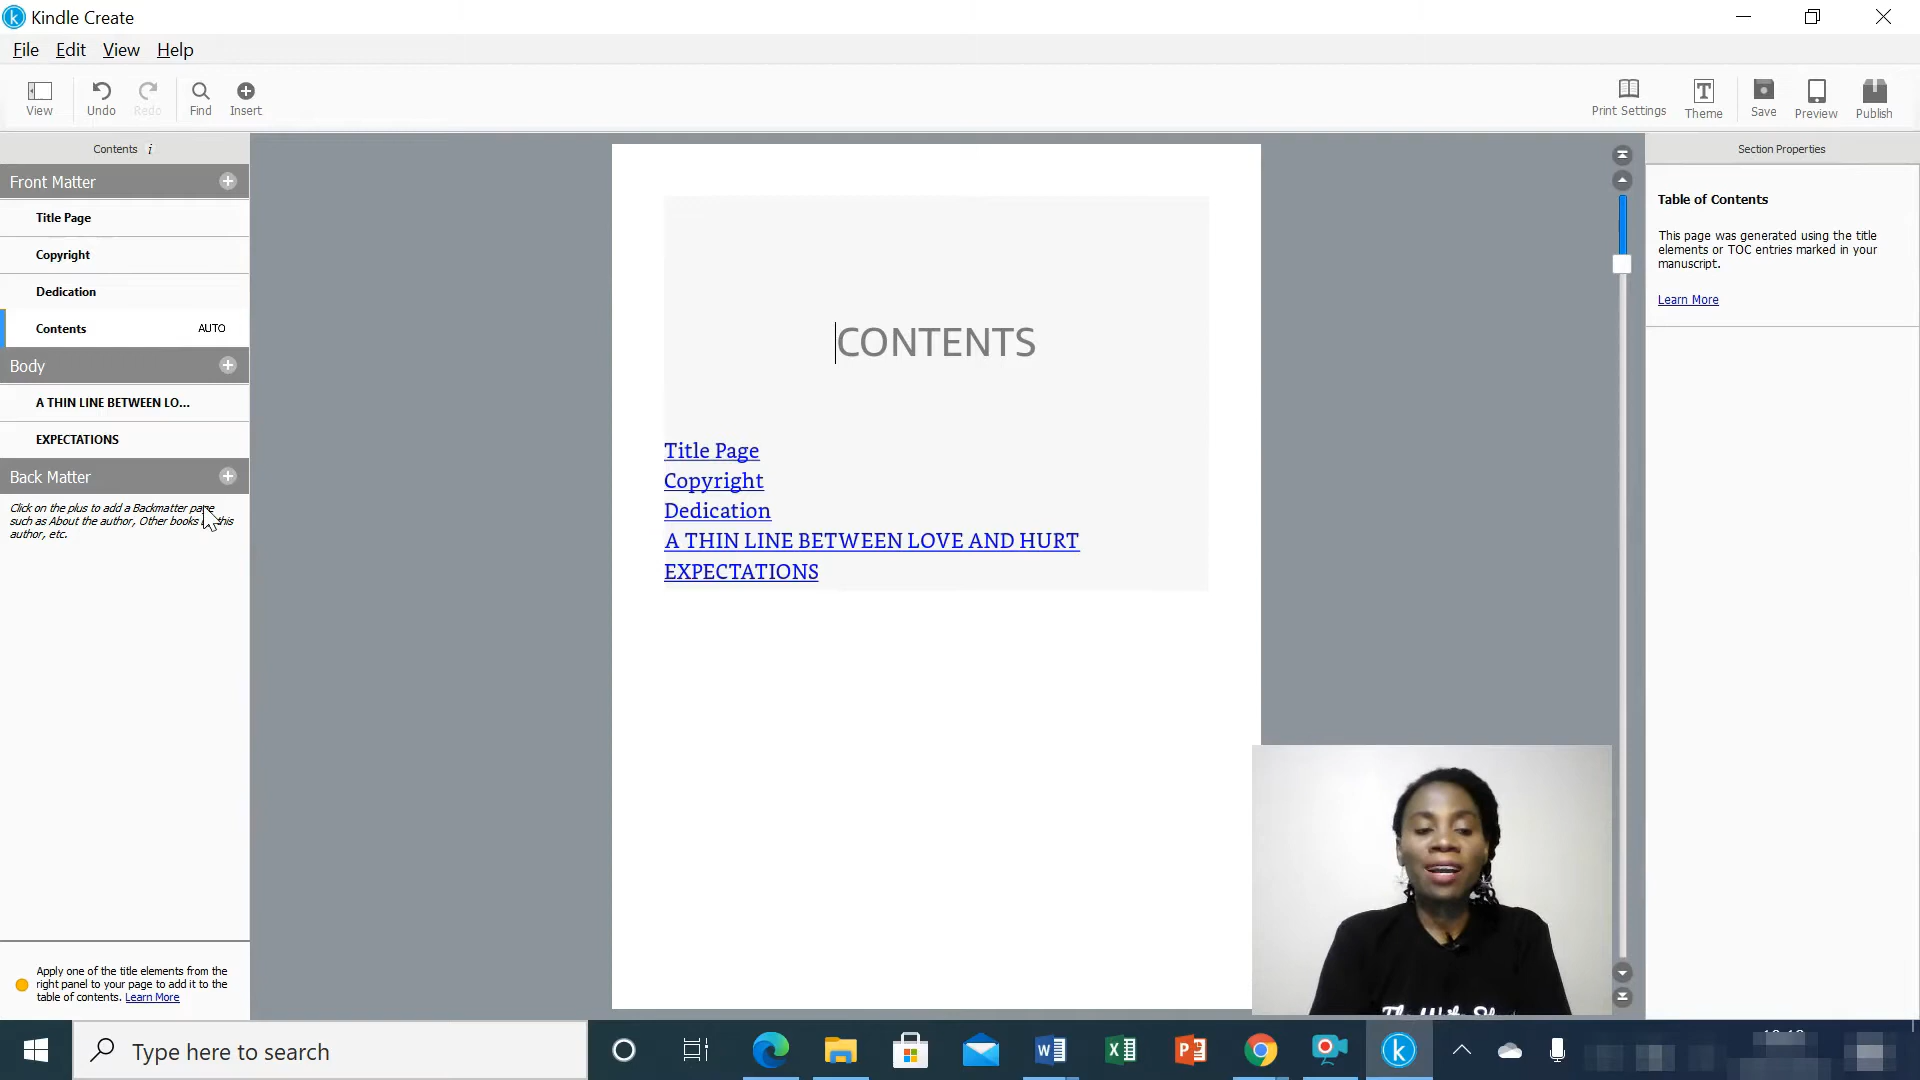 Kindle Create
File Edit View Help
View Undo Redo Find Insert Print Settings Theme Save Preview Publish
Contents i
Front Matter
Title Page
Copyright
Dedication
Contents AUTO
Body
A THIN LINE BETWEEN LO...
EXPECTATIONS
Back Matter
Click on the plus to add a Backmatter page
such as About the author, Other books this
author, etc.
Apply one of the title elements from the
right panel to your page to add it to the
table of contents. Learn More
CONTENTS
Title Page
Copyright
Dedication
A THIN LINE BETWEEN LOVE AND HURT
EXPECTATIONS
Section Properties
Table of Contents
This page was generated using the title
elements or TOC entries marked in your
manuscript.
Learn More
Type here to search